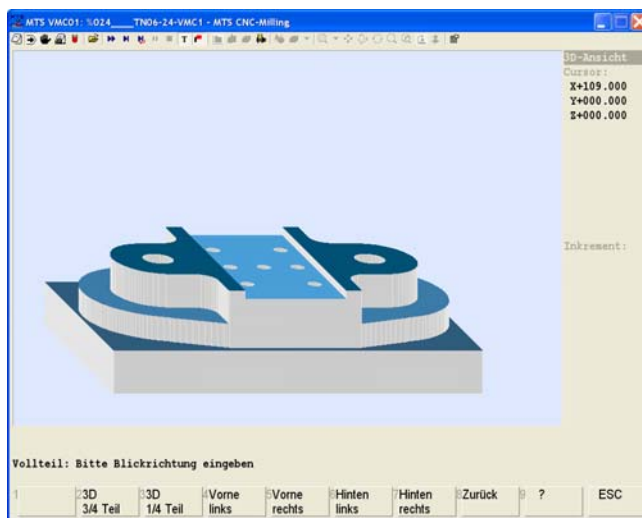 MTS VMC01: %024____TN06-24-VMC1 - MTS CNC-Milling
3D-Ansicht
Cursor:
X+109.000
Y+000.000
Z+000.000
Inkrement:
Vollteil: Bitte Blickrichtung eingeben
1
2 3D 3/4 Teil
3 3D 1/4 Teil
4 Vorne links
5 Vorne rechts
6 Hinten links
7 Hinten rechts
8 Zurück
9 ?
ESC